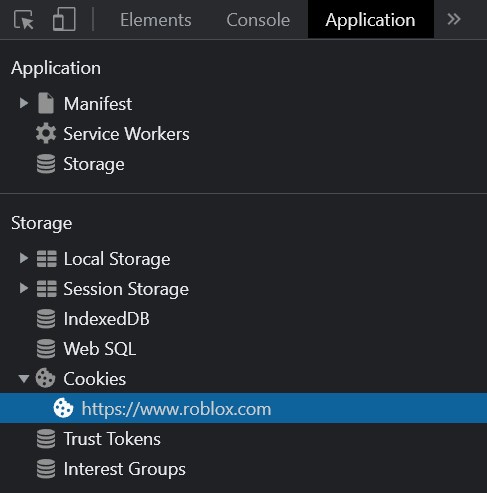 Elements Console Application
Application
Manifest
Service Workers
Storage
Storage
Local Storage
Session Storage
IndexedDB
Web SQL
Cookies
https://www.roblox.com
Trust Tokens
Interest Groups